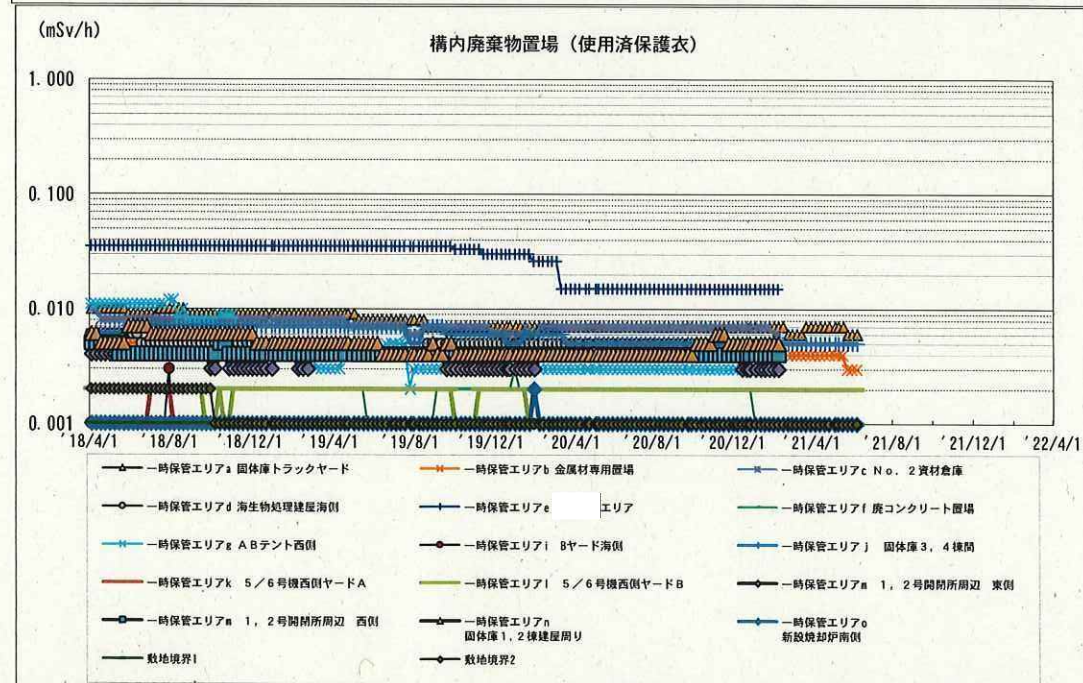 (mSv/h)
構内廃棄物置場（使用済保護衣）
1.000
0.100
0.010
0.001
'18/4/1 '18/8/1 '18/12/1 '19/4/1 '19/8/1 '19/12/1 '20/4/1 '20/8/1 '20/12/1 '21/4/1 '21/8/1 '21/12/1 '22/4/1
一時保管エリアa 固体庫トラックヤード 一時保管エリアb 金属材専用置場 一時保管エリアc No．2資材倉庫
一時保管エリアd 海生物処理建屋海側 一時保管エリアe エリア 一時保管エリアf 廃コンクリート置場
一時保管エリアg ABテント西側 一時保管エリアi Bヤード海側 一時保管エリアj 固体庫3，4棟間
一時保管エリアk 5／6号機西側ヤードA 一時保管エリアl 5／6号機西側ヤードB 一時保管エリアm 1，2号開閉所周辺 東側
一時保管エリアm 1，2号開閉所周辺 西側 一時保管エリアn 一時保管エリアo
固体庫1,2棟建屋周り 新設焼却炉南側
敷地境界1 敷地境界2